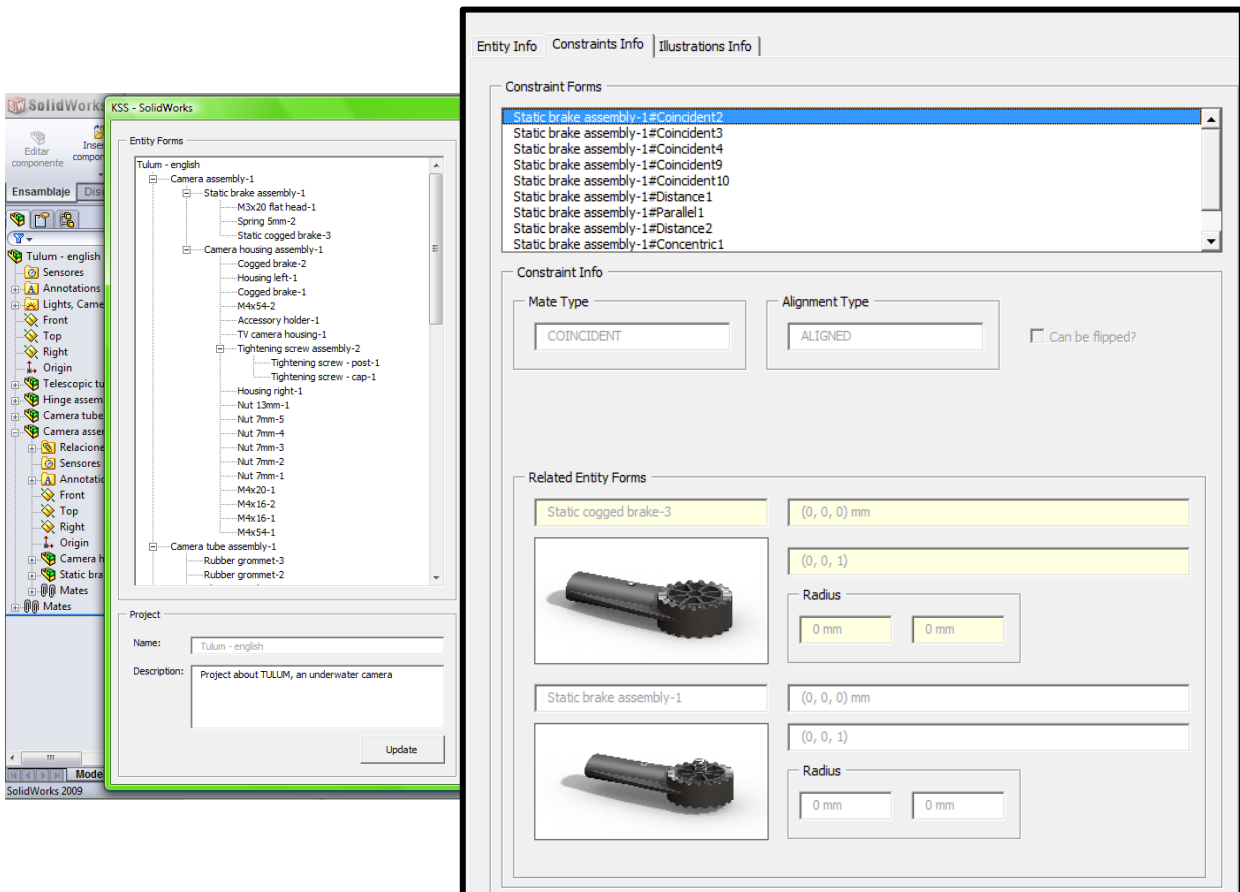 SolidWorks
Editar
componente
Inser
compon
Ensamblaje
Dis
Tulum - english
Sensores
Annotations
Lights, Came
Front
Top
Right
Origin
Telescopic tu
Hinge assem
Camera tube
Camera asser
Relacione
Sensores
Annotatio
Front
Top
Right
Origin
Camera h
Static bra
Mates
Mates
Mode
SolidWorks 2009
KSS - SolidWorks
Entity Forms
Tulum - english
Camera assembly-1
Static brake assembly-1
M3x20 flat head-1
Spring 5mm-2
Static cogged brake-3
Camera housing assembly-1
Cogged brake-2
Housing left-1
Cogged brake-1
M4x54-2
Accessory holder-1
TV camera housing-1
Tightening screw assembly-2
Tightening screw - post-1
Tightening screw - cap-1
Housing right-1
Nut 13mm-1
Nut 7mm-5
Nut 7mm-4
Nut 7mm-3
Nut 7mm-2
Nut 7mm-1
M4x20-1
M4x16-2
M4x16-1
M4x54-1
Camera tube assembly-1
Rubber grommet-3
Rubber grommet-2
Project
Name: Tulum - english
Description: Project about TULUM, an underwater camera
Update
Entity Info Constraints Info Illustrations Info
Constraint Forms
Static brake assembly-1#Coincident2
Static brake assembly-1#Coincident3
Static brake assembly-1#Coincident4
Static brake assembly-1#Coincident9
Static brake assembly-1#Coincident10
Static brake assembly-1#Distance1
Static brake assembly-1#Parallel1
Static brake assembly-1#Distance2
Static brake assembly-1#Concentric1
Constraint Info
Mate Type
COINCIDENT
Alignment Type
ALIGNED
Can be flipped?
Related Entity Forms
Static cogged brake-3
(0, 0, 0) mm
(0, 0, 1)
Radius
0 mm
0 mm
Static brake assembly-1
(0, 0, 0) mm
(0, 0, 1)
Radius
0 mm
0 mm